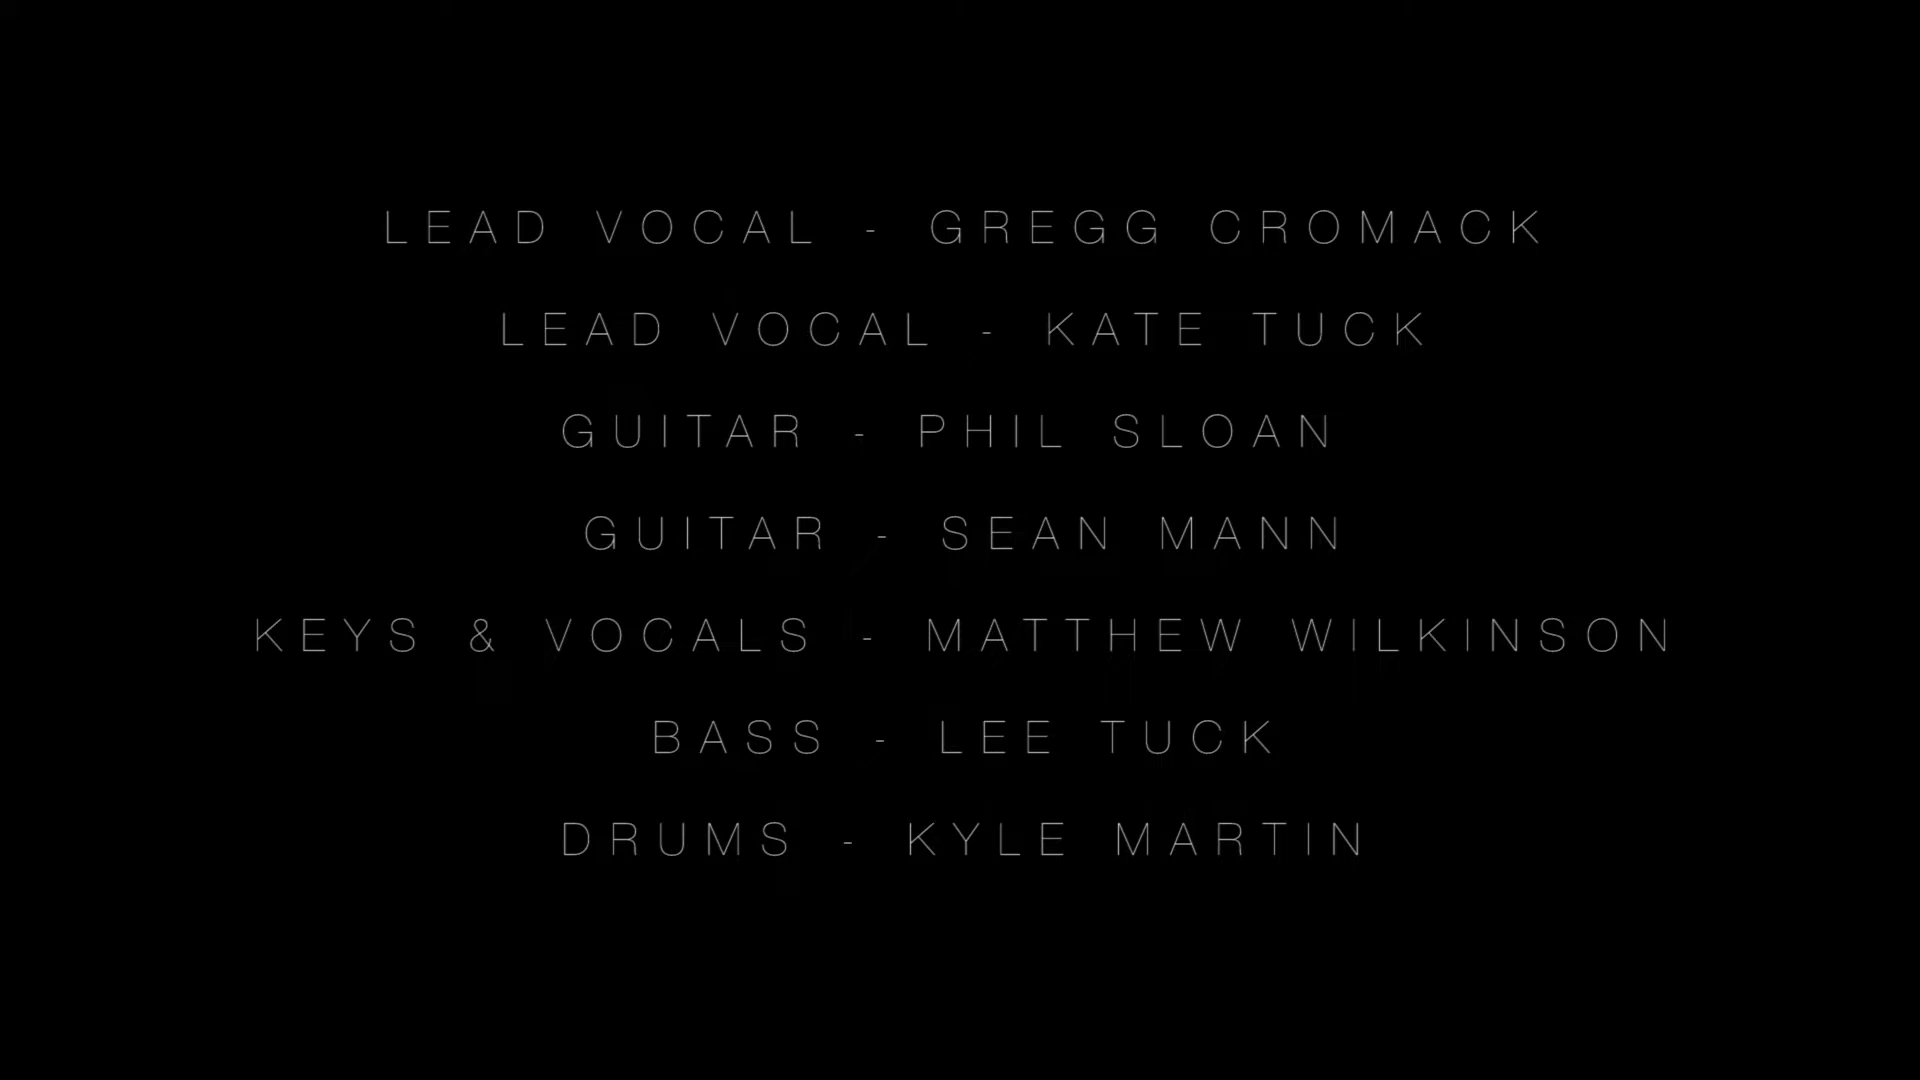 LEAD VOCAL - GREGG CROMACK
LEAD VOCAL - KATE TUCK
GUITAR - PHIL SLOAN
GUITAR - SEAN MANN
KEYS & VOCALS - MATTHEW WILKINSON
BASS - LEE TUCK
DRUMS - KYLE MARTIN